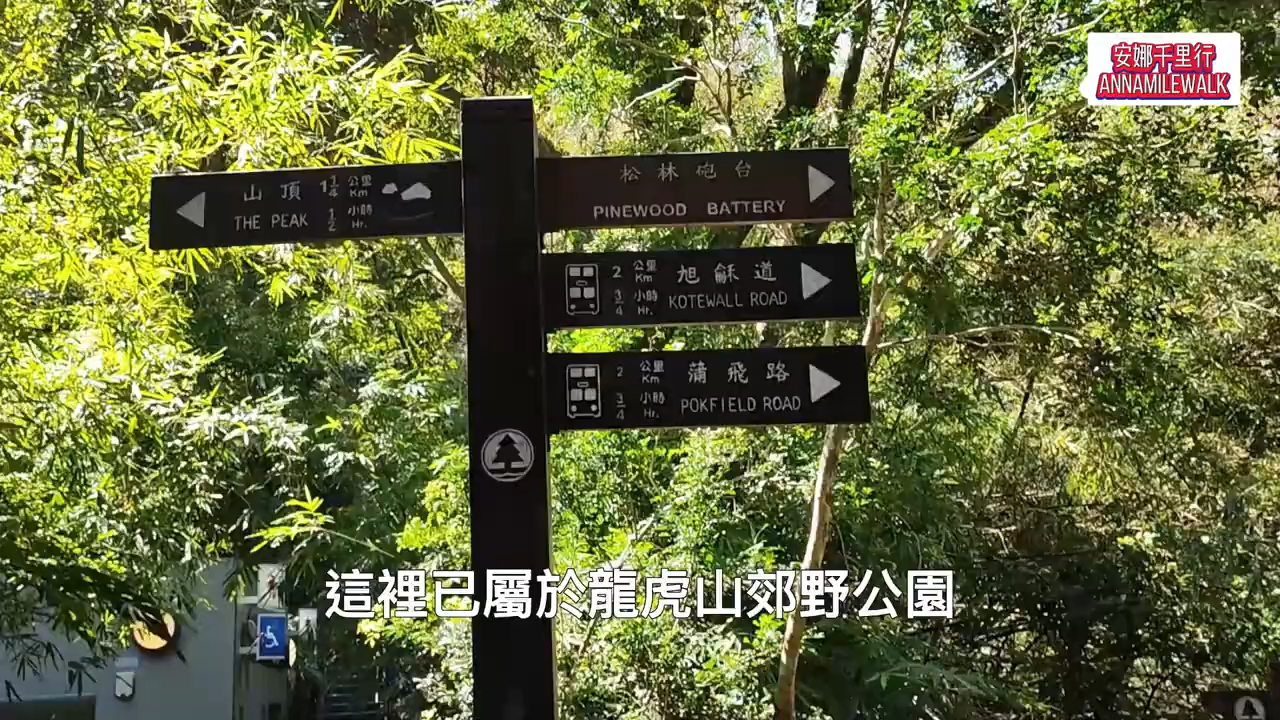 安娜千里行
ANNAMILEWALK
山頂 1 1/4 公里 Km
THE PEAK 1/2 小時 Hr.
松林砲台
PINEWOOD BATTERY
2 公里 Km 旭龢道
3/4 小時 Hr. KOTEWALL ROAD
2 公里 Km 蒲飛路
3/4 小時 Hr. POKFIELD ROAD
這裡已屬於龍虎山郊野公園